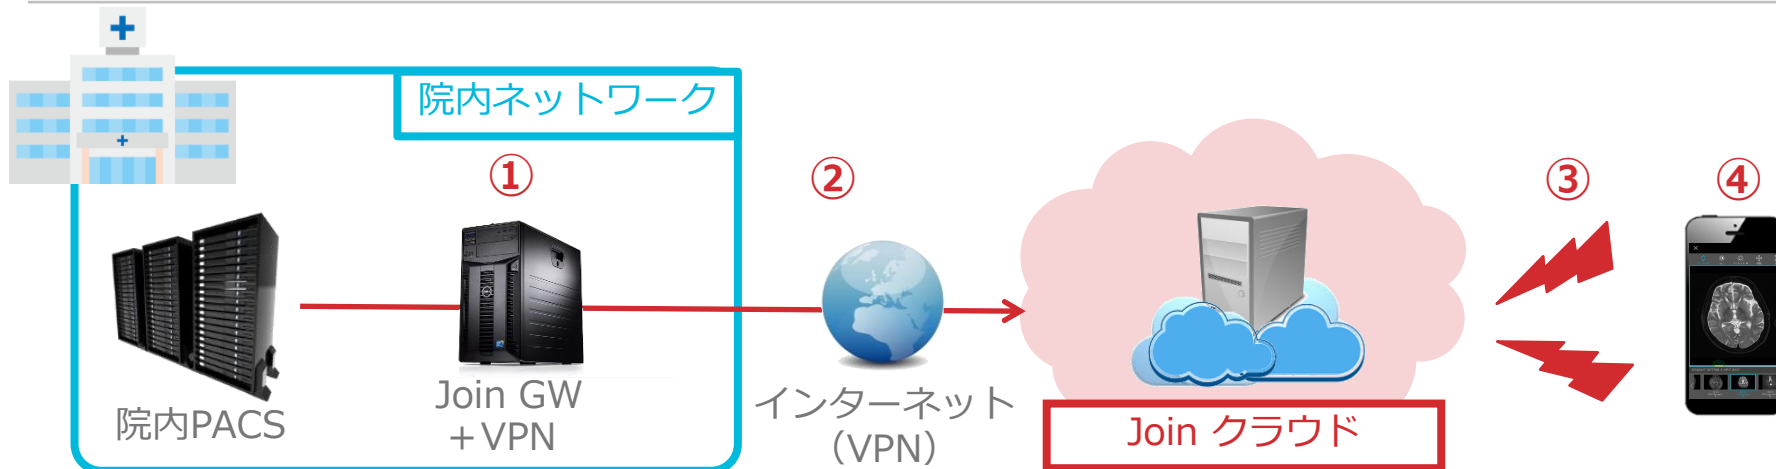 院内ネットワーク
①
②
③
④
院内PACS
Join GW
＋VPN
インターネット
（VPN）
Join クラウド